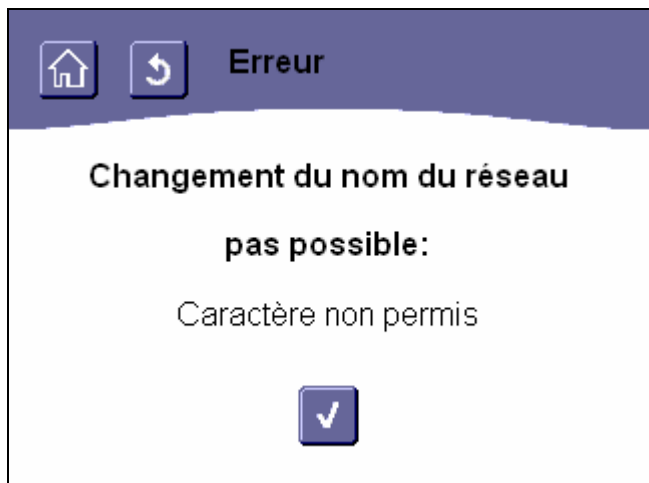 Erreur
Changement du nom du réseau
pas possible:
Caractère non permis